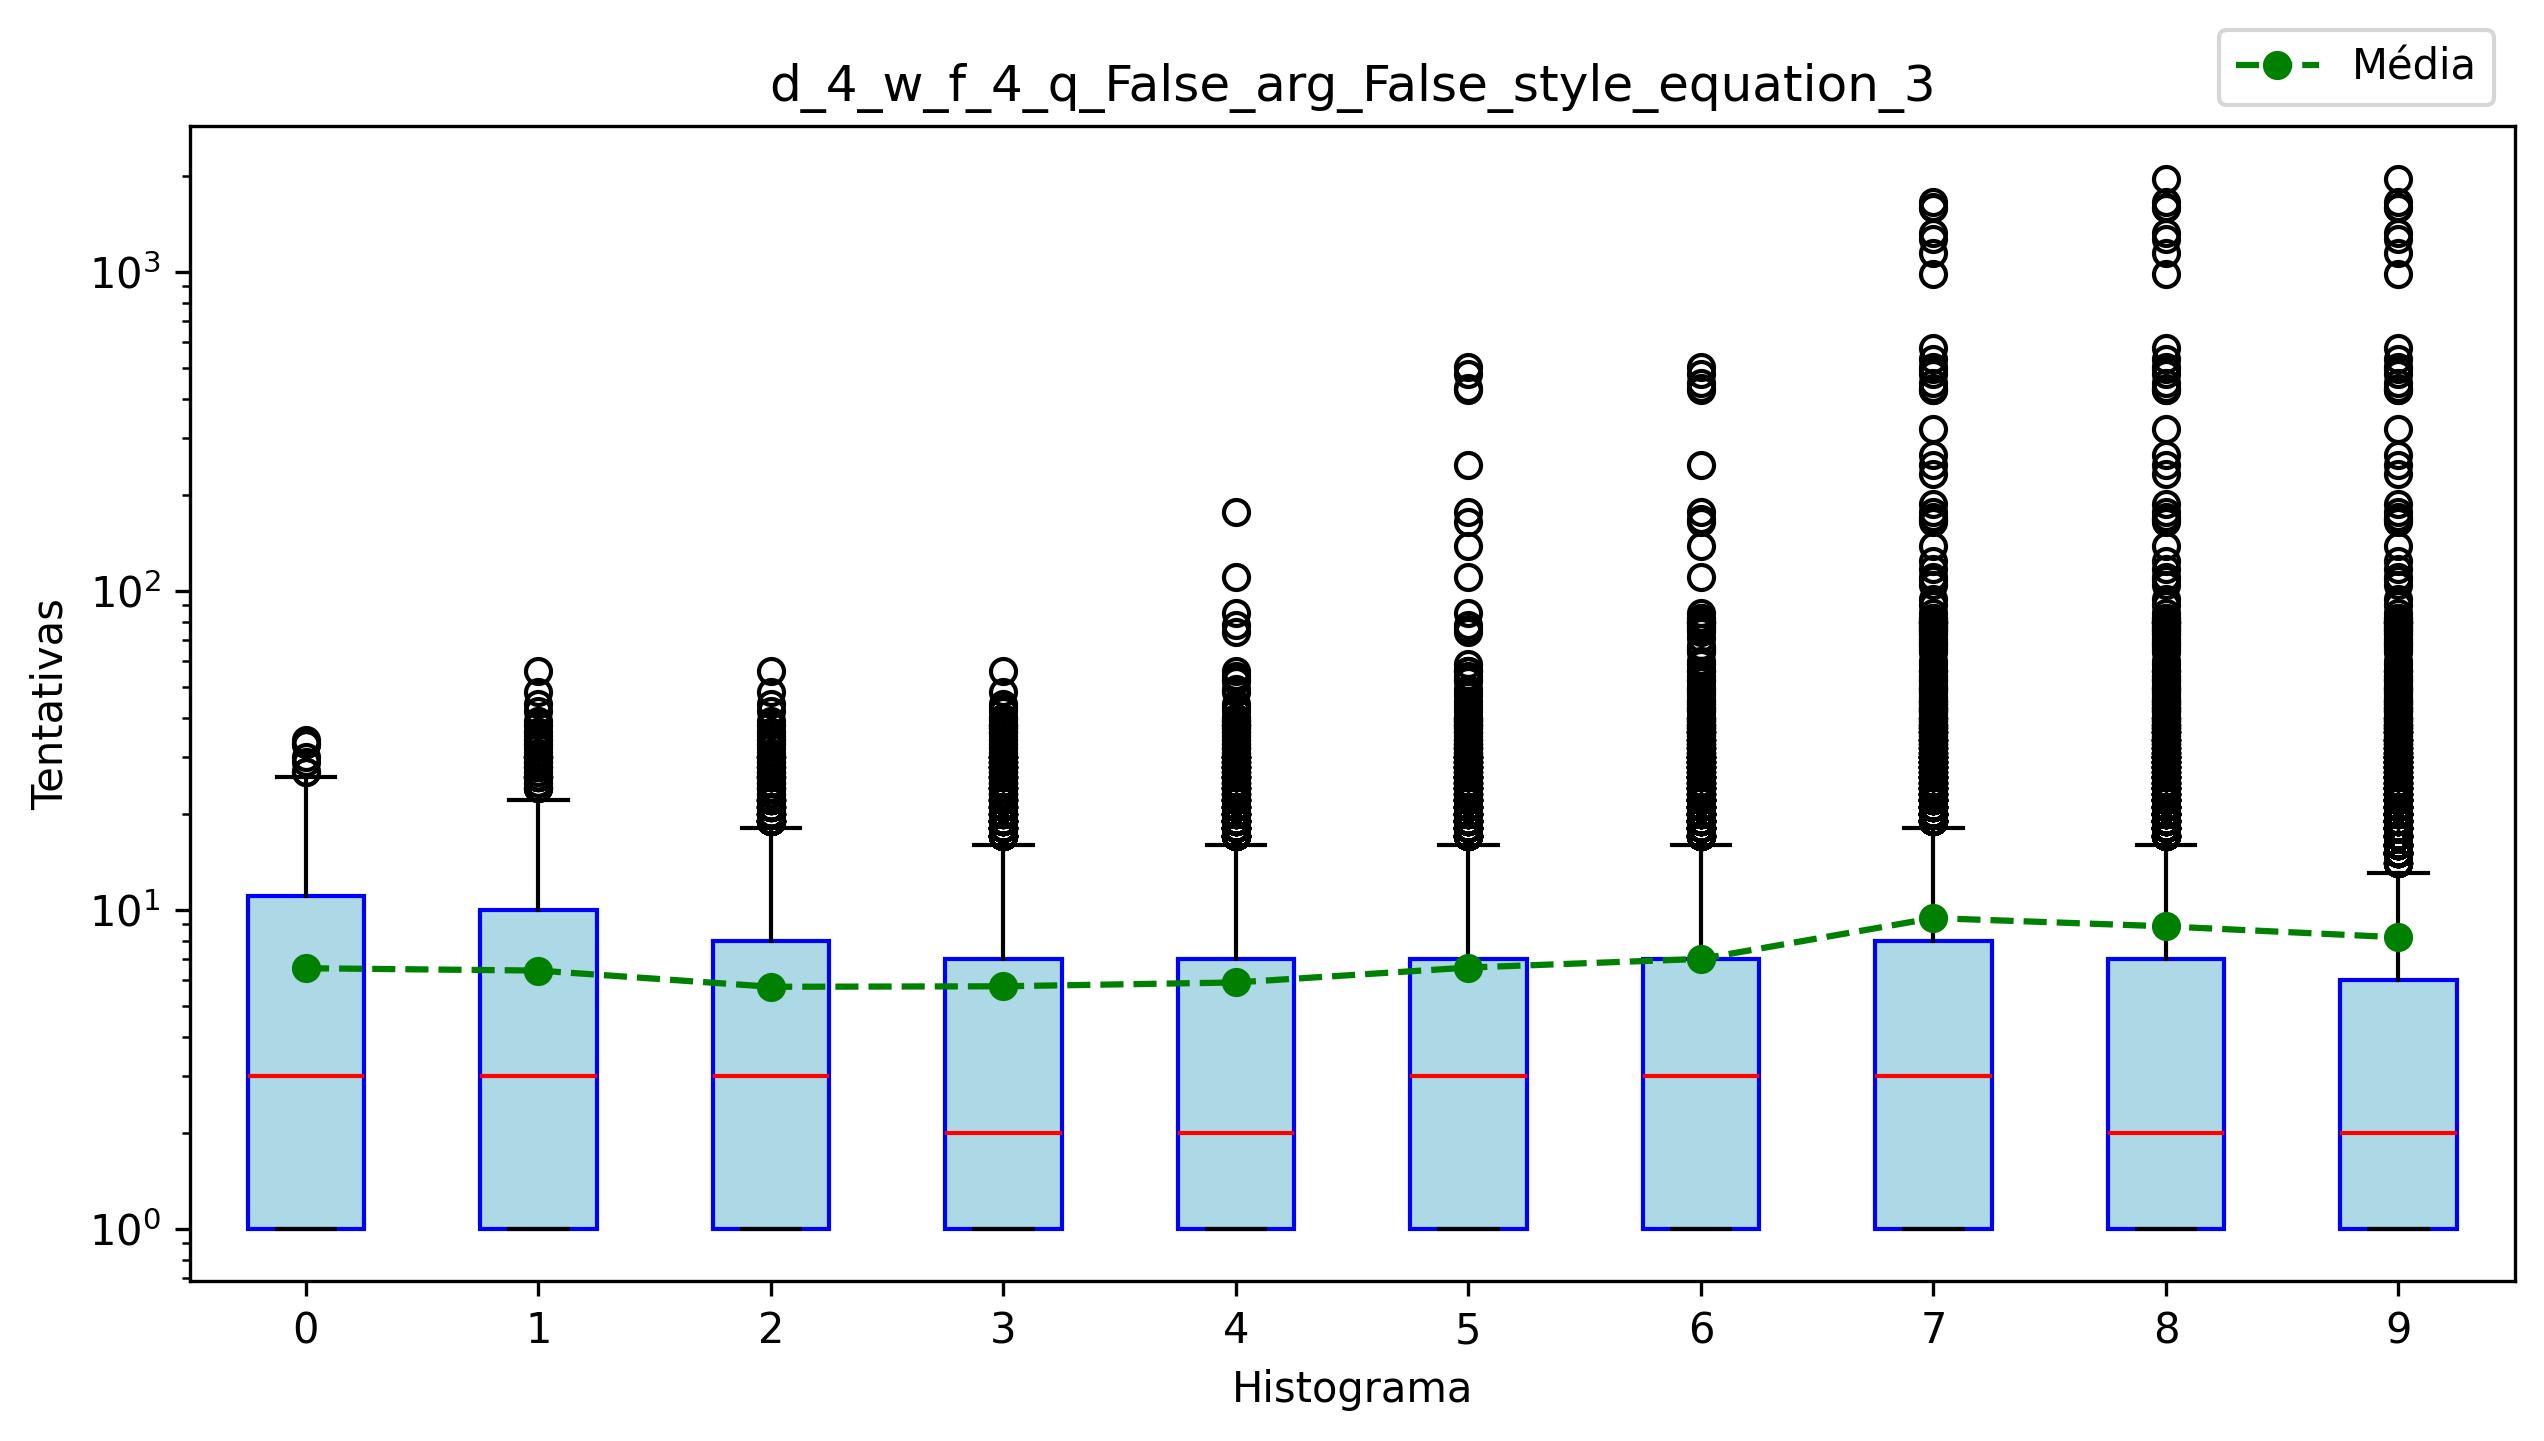 Média
d_4_w_f_4_q_False_arg_False_style_equation_3
10³
10²
10¹
10⁰
Tentativas
0 1 2 3 4 5 6 7 8 9
Histograma